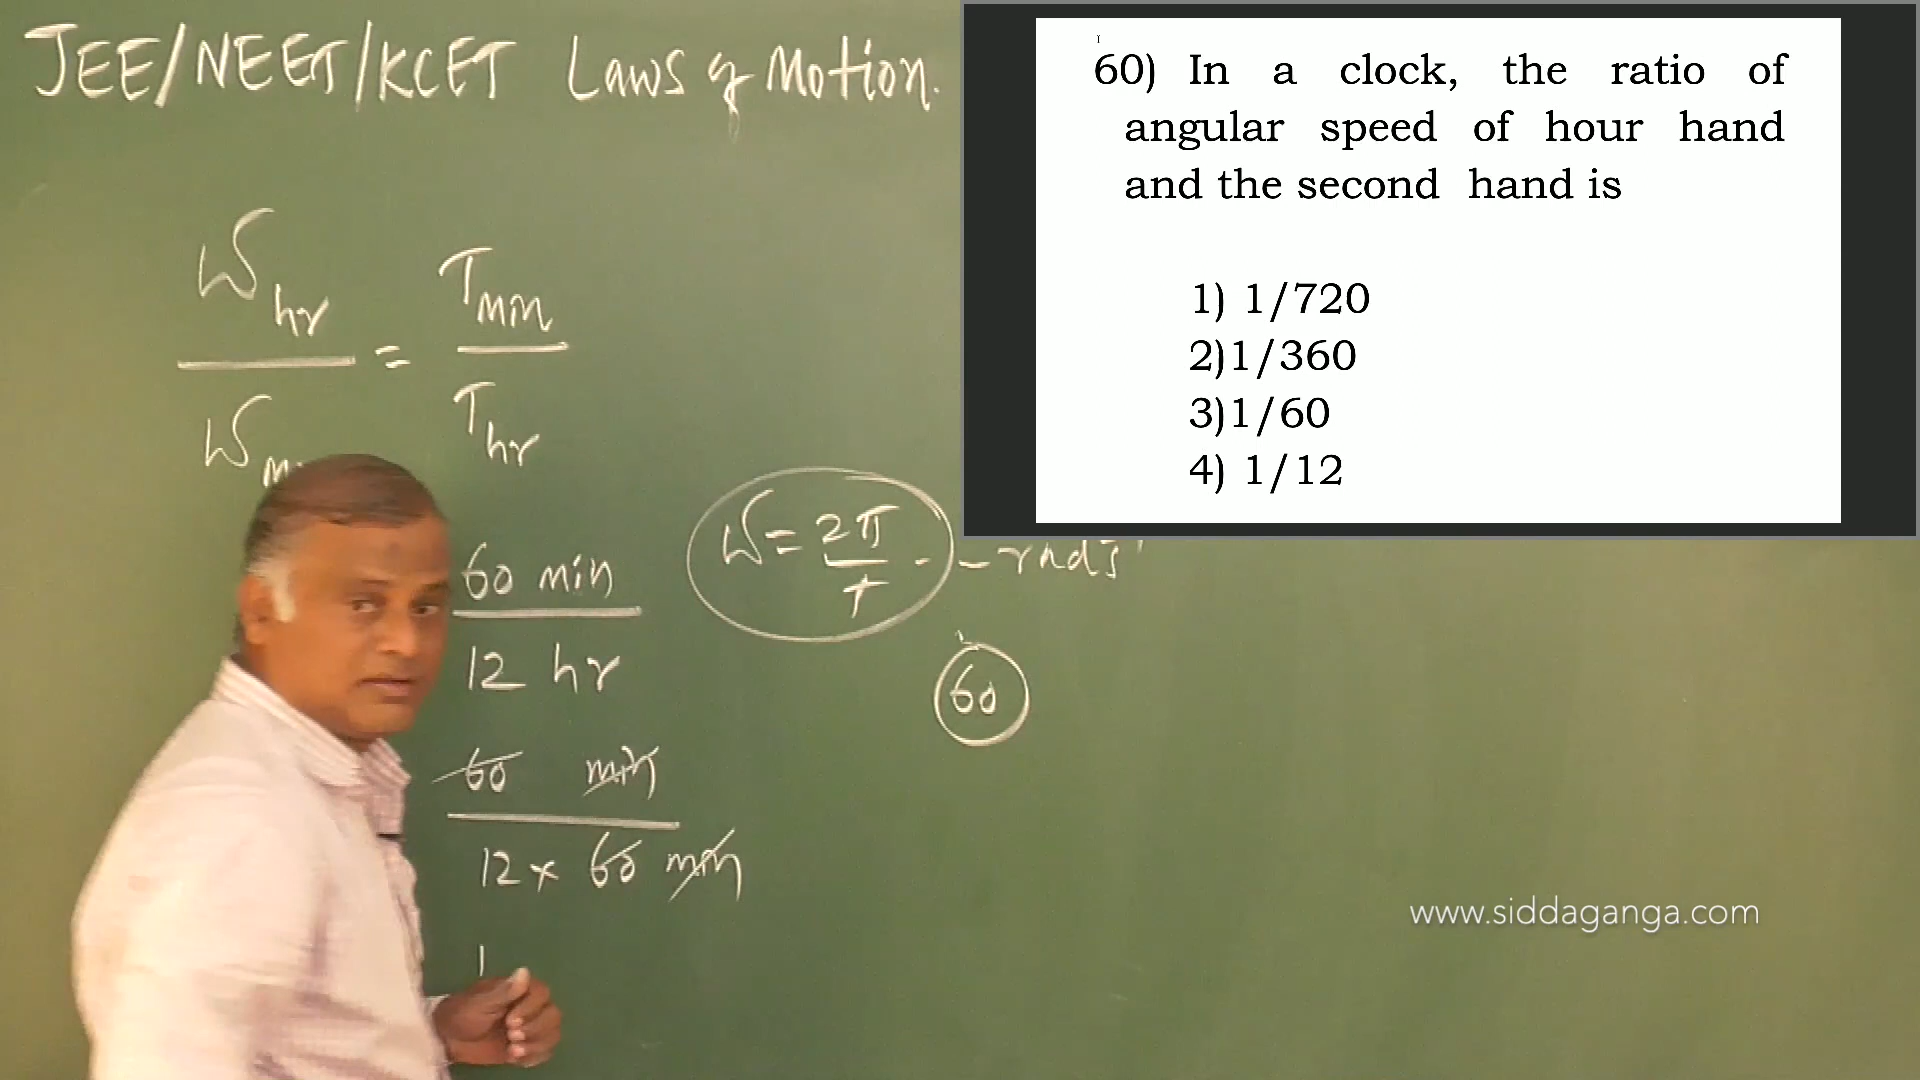 JEE/NEET/KCET Laws of Motion.
60) In a clock, the ratio of
angular speed of hour hand
and the second hand is
1) 1/720
2)1/360
3)1/60
4) 1/12
ω hr
ω
= T min
T hr
60 min
12 hr
60 min
12 × 60 min
1
ω = 2π
T
60
www.siddaganga.com